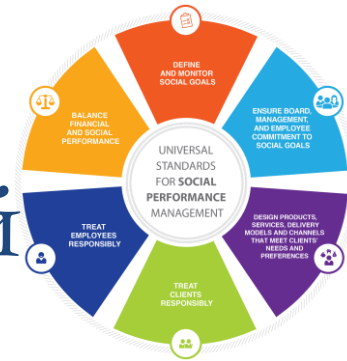 DEFINE
AND MONITOR
SOCIAL GOALS
ENSURE BOARD,
MANAGEMENT,
AND EMPLOYEE
COMMITMENT TO
SOCIAL GOALS
DESIGN PRODUCTS,
SERVICES, DELIVERY
MODELS AND CHANNELS
THAT MEET CLIENTS'
NEEDS AND
PREFERENCES
TREAT
CLIENTS
RESPONSIBLY
TREAT
EMPLOYEES
RESPONSIBLY
BALANCE
FINANCIAL
AND SOCIAL
PERFORMANCE
UNIVERSAL
STANDARDS
FOR SOCIAL
PERFORMANCE
MANAGEMENT